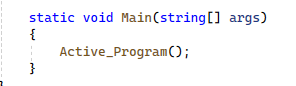 static void Main(string[] args)
{
Active_Program();
}